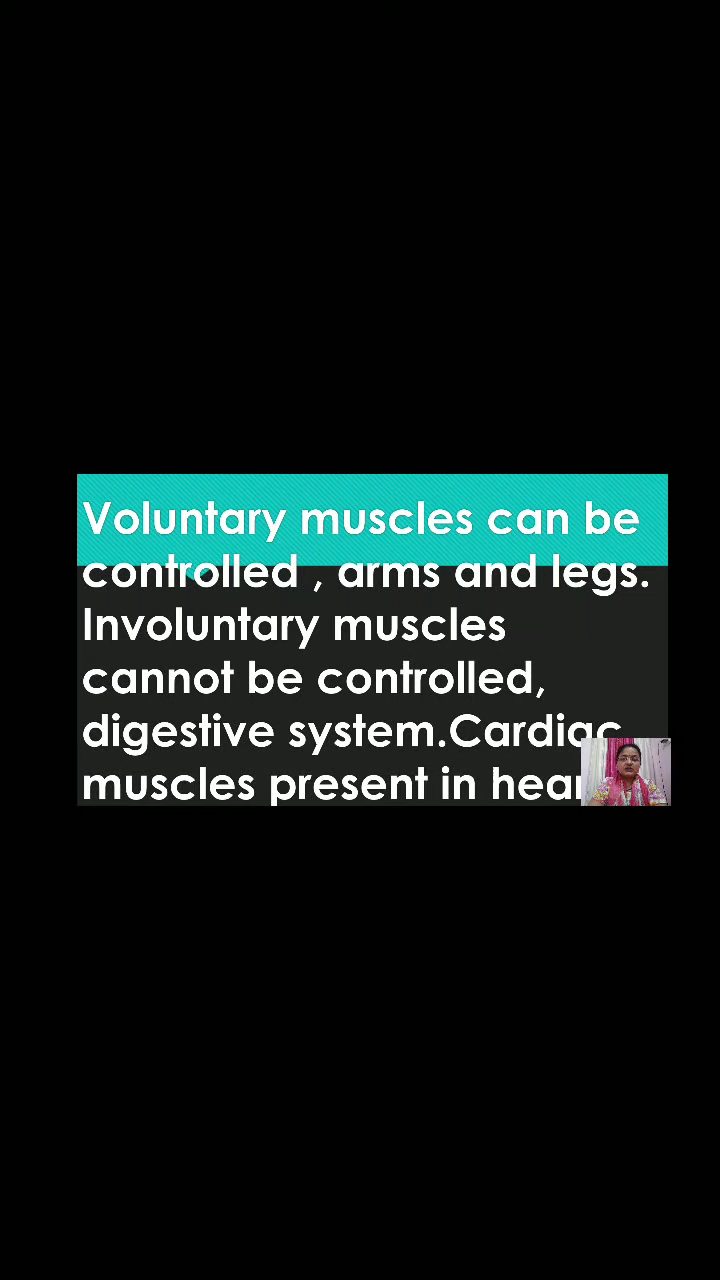 Voluntary muscles can be
controlled , arms and legs.
Involuntary muscles
cannot be controlled,
digestive system.Cardiac
muscles present in